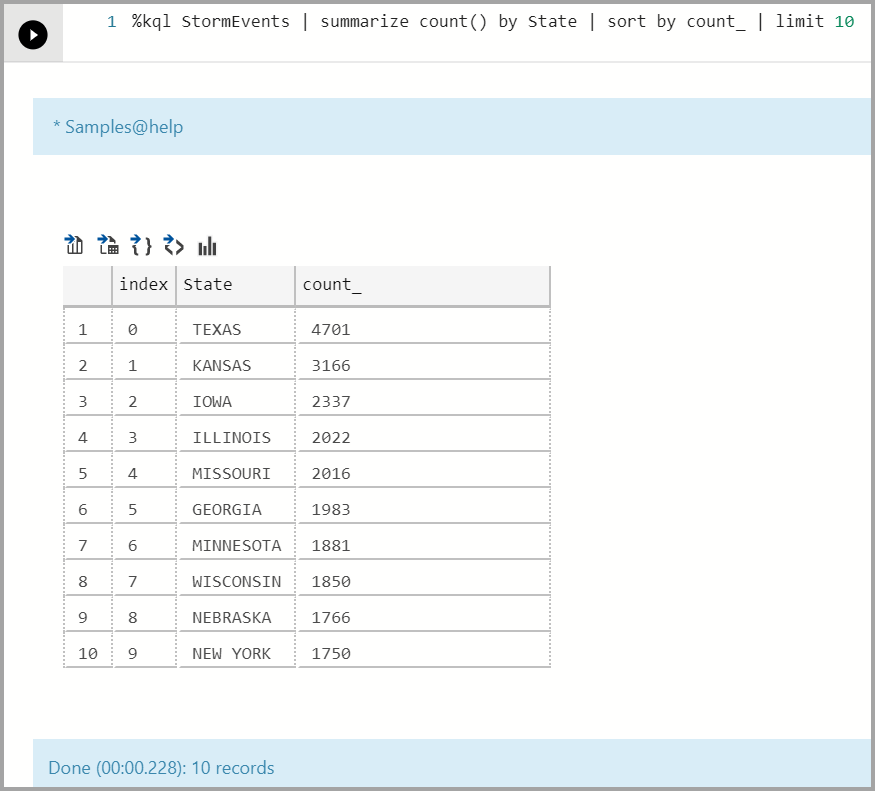 1 %kql StormEvents | summarize count() by State | sort by count_ | limit 10
* Samples@help
index State count_
1 0 TEXAS 4701
2 1 KANSAS 3166
3 2 IOWA 2337
4 3 ILLINOIS 2022
5 4 MISSOURI 2016
6 5 GEORGIA 1983
7 6 MINNESOTA 1881
8 7 WISCONSIN 1850
9 8 NEBRASKA 1766
10 9 NEW YORK 1750
Done (00:00.228): 10 records